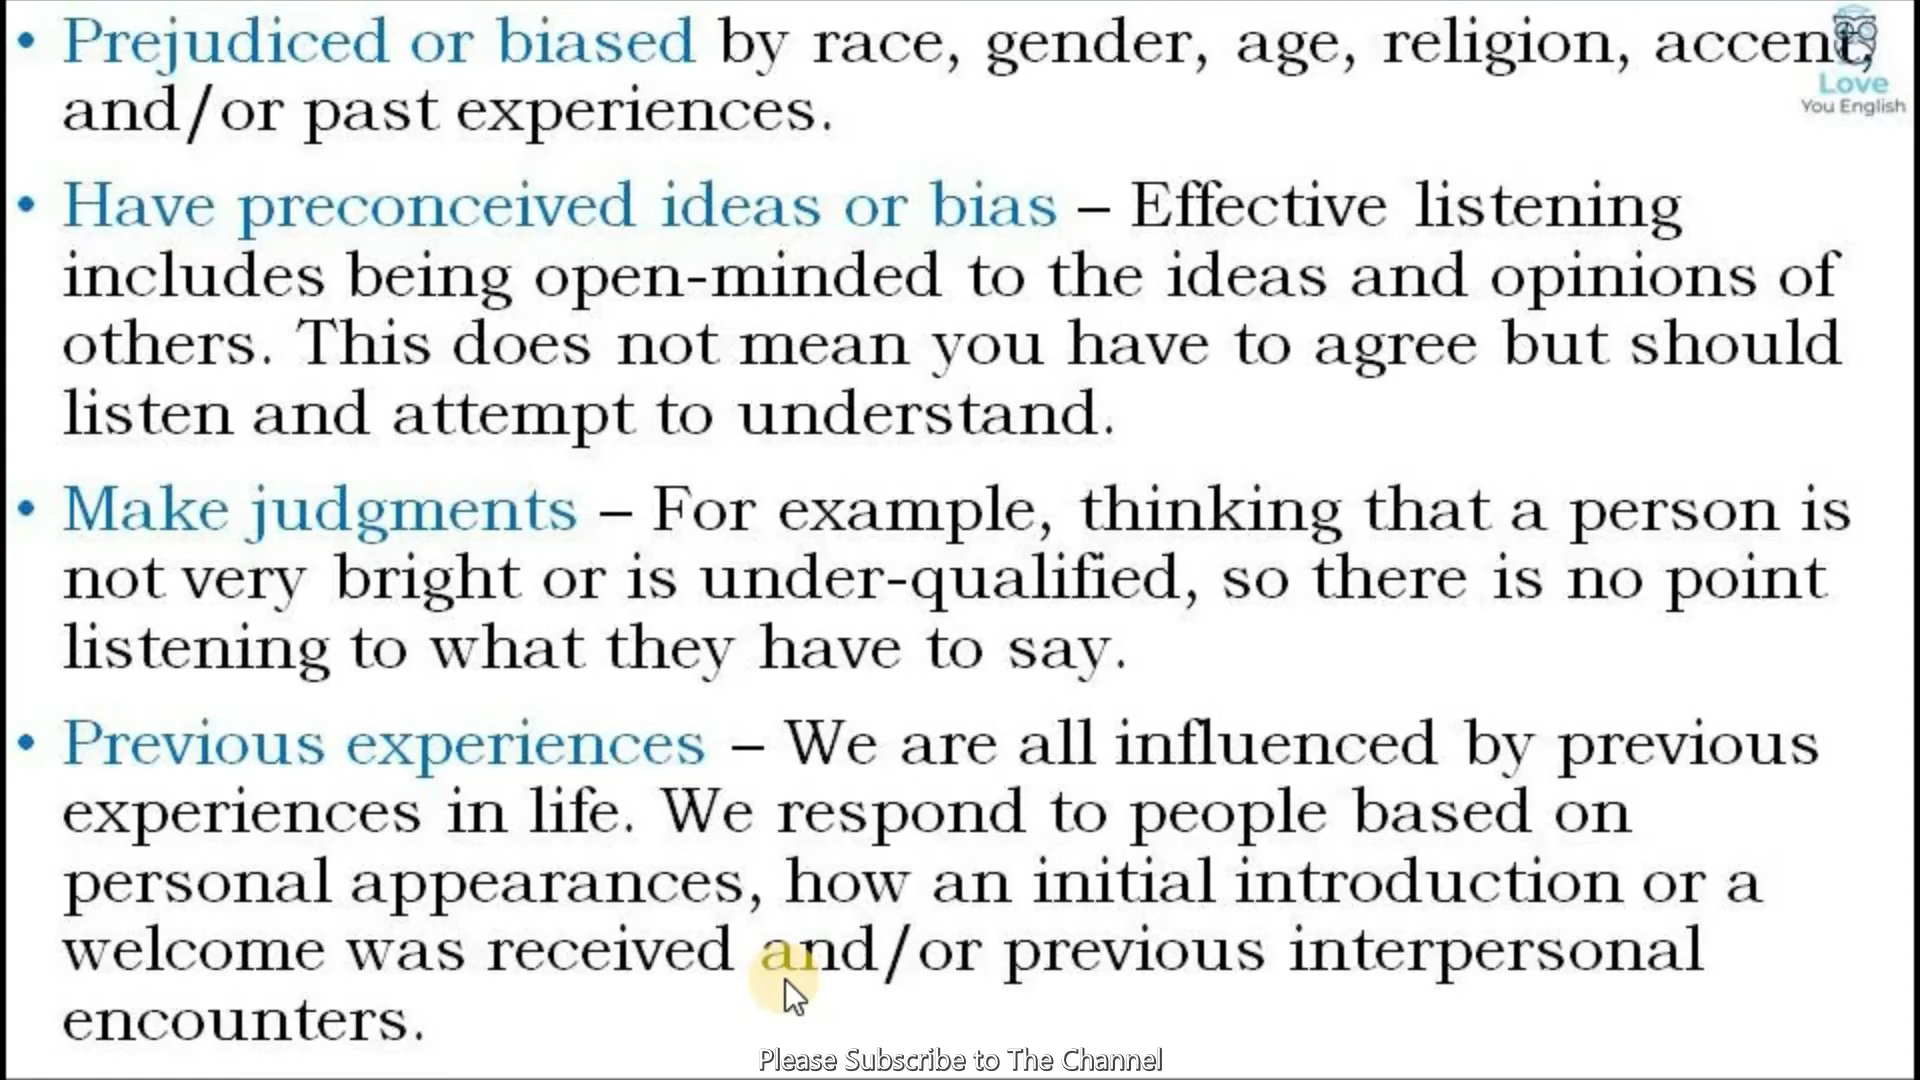 • Prejudiced or biased by race, gender, age, religion, accent,
and/or past experiences.
Love
You English
• Have preconceived ideas or bias – Effective listening
includes being open-minded to the ideas and opinions of
others. This does not mean you have to agree but should
listen and attempt to understand.
• Make judgments – For example, thinking that a person is
not very bright or is under-qualified, so there is no point
listening to what they have to say.
• Previous experiences – We are all influenced by previous
experiences in life. We respond to people based on
personal appearances, how an initial introduction or a
welcome was received and/or previous interpersonal
encounters.
Please Subscribe to The Channel